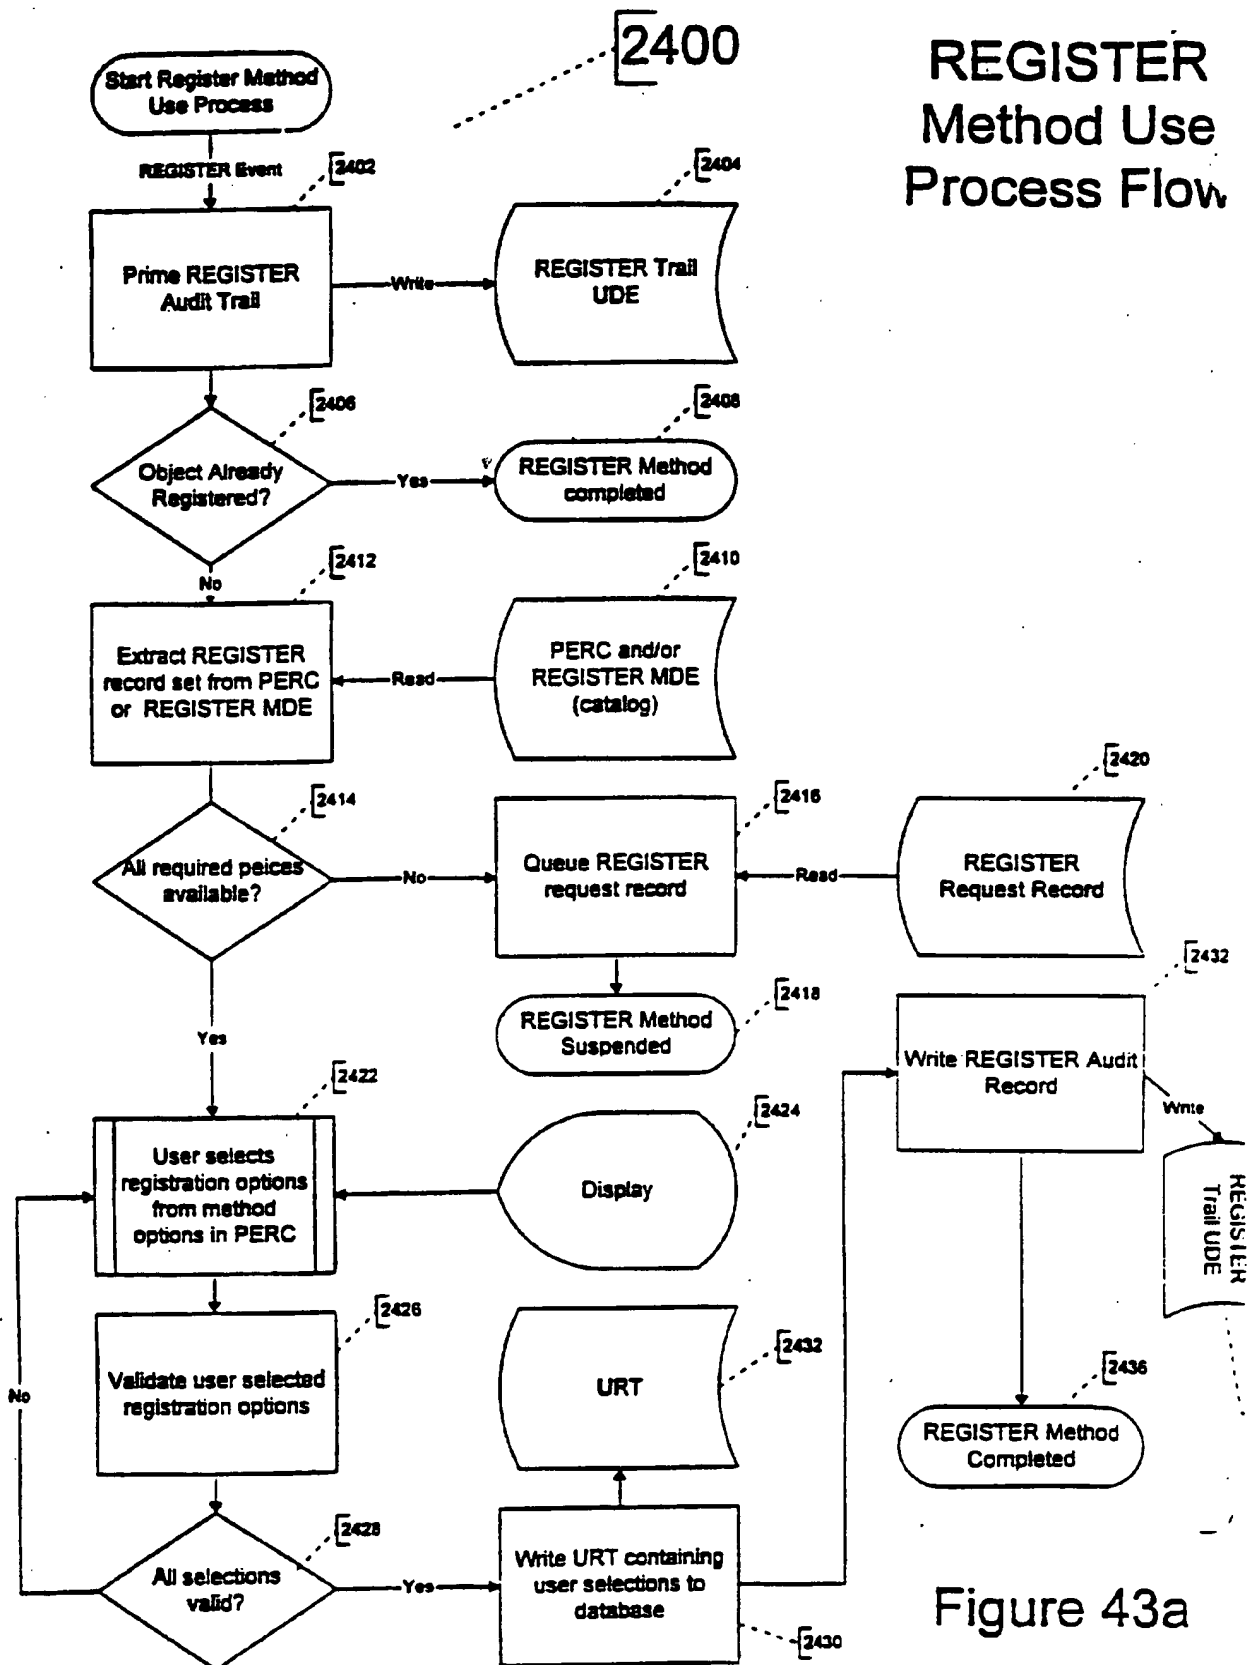 2400
REGISTER
Method Use
Process Flow
Start Register Method
Use Process
REGISTER Event
2402
2404
Prime REGISTER
Audit Trail
Write
REGISTER Trail
UDE
2406
2408
Object Already
Registered?
Yes
REGISTER Method
completed
No
2412
2410
Extract REGISTER
record set from PERC
or REGISTER MDE
Read
PERC and/or
REGISTER MDE
(catalog)
2414
2416
2420
All required peices
available?
No
Queue REGISTER
request record
Read
REGISTER
Request Record
2418
2432
REGISTER Method
Suspended
Yes
Write REGISTER Audit
Record
Write
REGISTER
Trail UDE
2422
2424
User selects
registration options
from method
options in PERC
Display
2426
2432
Validate user selected
registration options
URT
No
2436
REGISTER Method
Completed
2428
All selections
valid?
Yes
Write URT containing
user selections to
database
2430
Figure 43a